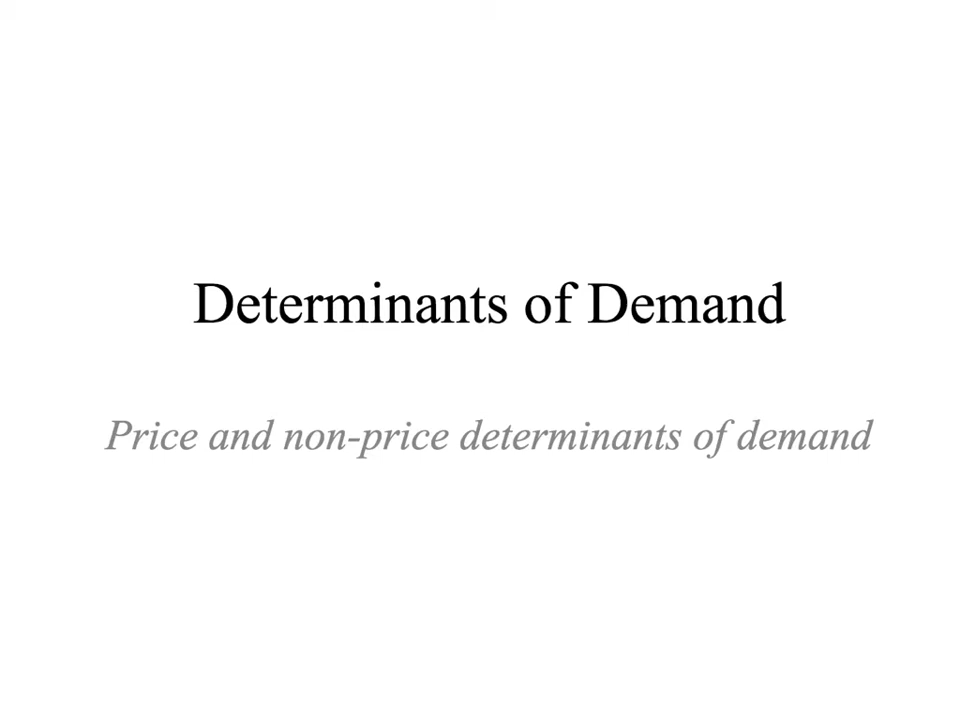 Determinants of Demand
Price and non-price determinants of demand